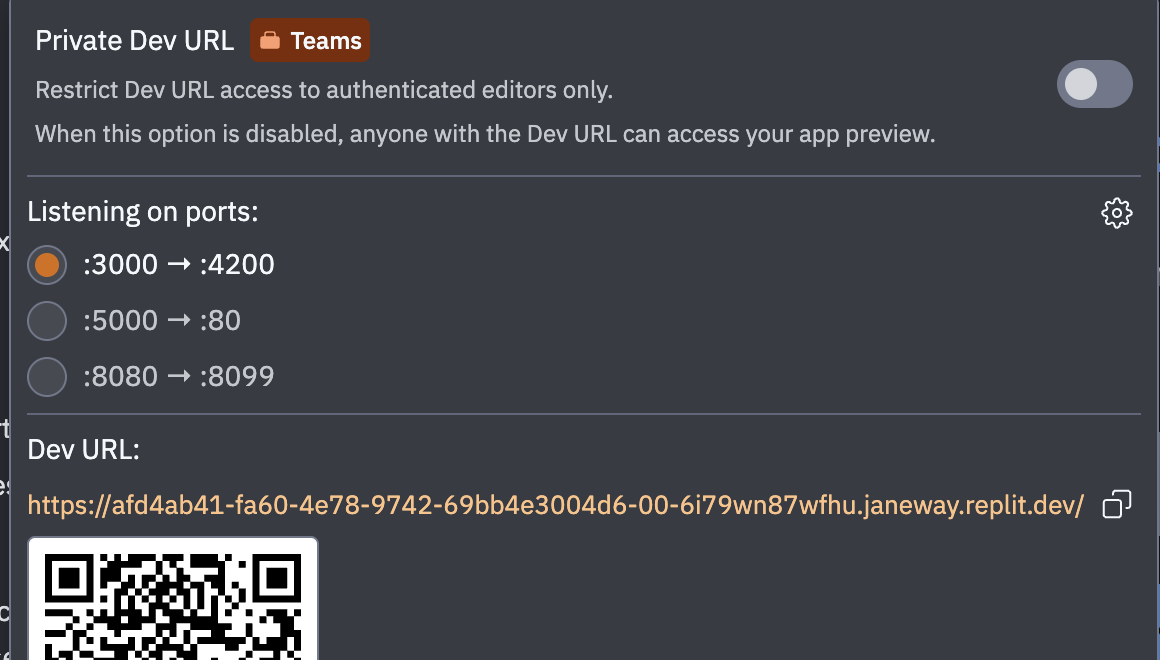 Private Dev URL Teams
Restrict Dev URL access to authenticated editors only.
When this option is disabled, anyone with the Dev URL can access your app preview.
Listening on ports:
:3000 → :4200
:5000 → :80
:8080 → :8099
Dev URL:
https://afd4ab41-fa60-4e78-9742-69bb4e3004d6-00-6i79wn87wfhu.janeway.replit.dev/